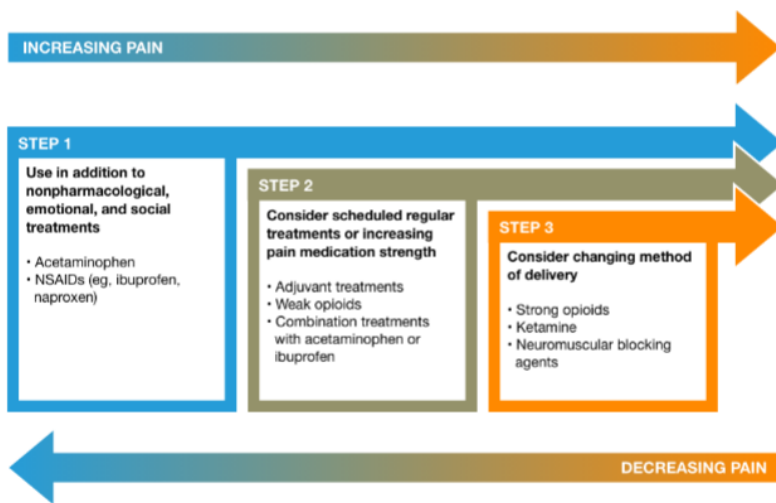 INCREASING PAIN
STEP 1
Use in addition to
nonpharmacological,
emotional, and social
treatments
• Acetaminophen
• NSAIDs (eg, ibuprofen,
naproxen)
STEP 2
Consider scheduled regular
treatments or increasing
pain medication strength
• Adjuvant treatments
• Weak opioids
• Combination treatments
with acetaminophen or
ibuprofen
STEP 3
Consider changing method
of delivery
• Strong opioids
• Ketamine
• Neuromuscular blocking
agents
DECREASING PAIN